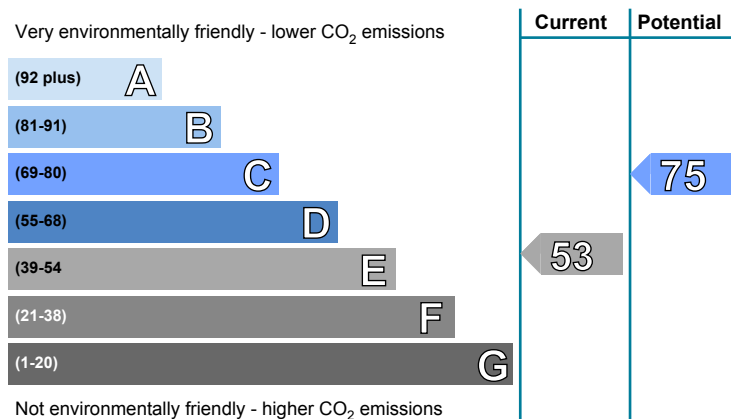 Current Potential
Very environmentally friendly - lower CO2 emissions
(92 plus) A
(81-91) B
(69-80) C
75
(55-68) D
(39-54 E
53
(21-38) F
(1-20) G
Not environmentally friendly - higher CO2 emissions